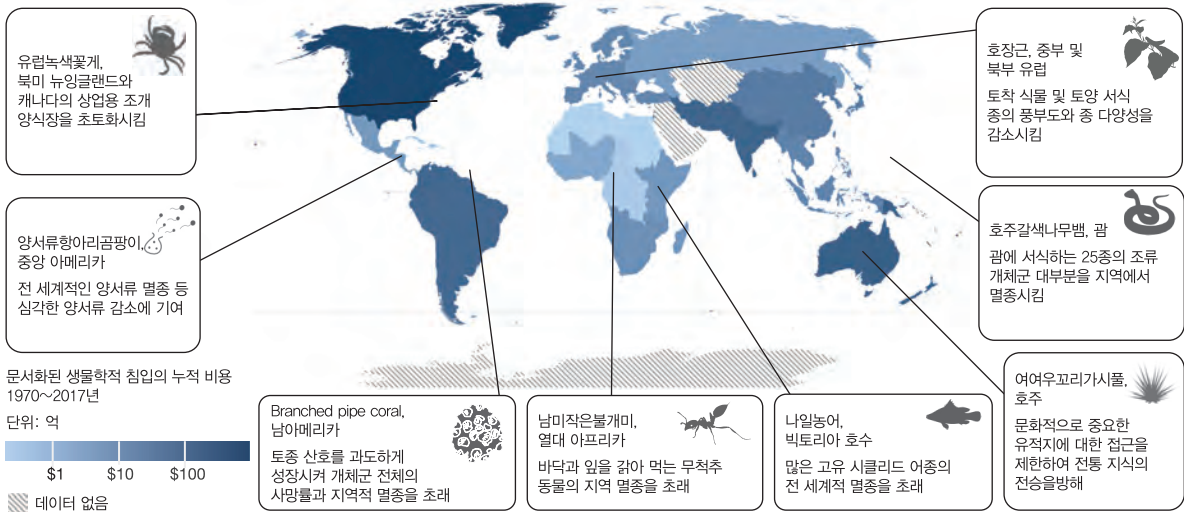 유럽녹색꽃게,
북미 뉴잉글랜드와
캐나다의 상업용 조개
양식장을 초토화시킴
양서류항아리곰팡이,
중앙 아메리카
전 세계적인 양서류 멸종 등
심각한 양서류 감소에 기여
호장근, 중부 및
북부 유럽
토착 식물 및 토양 서식
종의 풍부도와 종 다양성을
감소시킴
호주갈색나무뱀, 괌
괌에 서식하는 25종의 조류
개체군 대부분을 지역에서
멸종시킴
문서화된 생물학적 침입의 누적 비용
1970~2017년
단위: 억
$1 $10 $100
데이터 없음
Branched pipe coral,
남아메리카
토종 산호를 과도하게
성장시켜 개체군 전체의
사망률과 지역적 멸종을 초래
남미작은불개미,
열대 아프리카
바닥과 잎을 갉아 먹는 무척추
동물의 지역 멸종을 초래
나일농어,
빅토리아 호수
많은 고유 시클리드 어종의
전 세계적 멸종을 초래
여여우꼬리가시풀,
호주
문화적으로 중요한
유적지에 대한 접근을
제한하여 전통 지식의
전승을방해